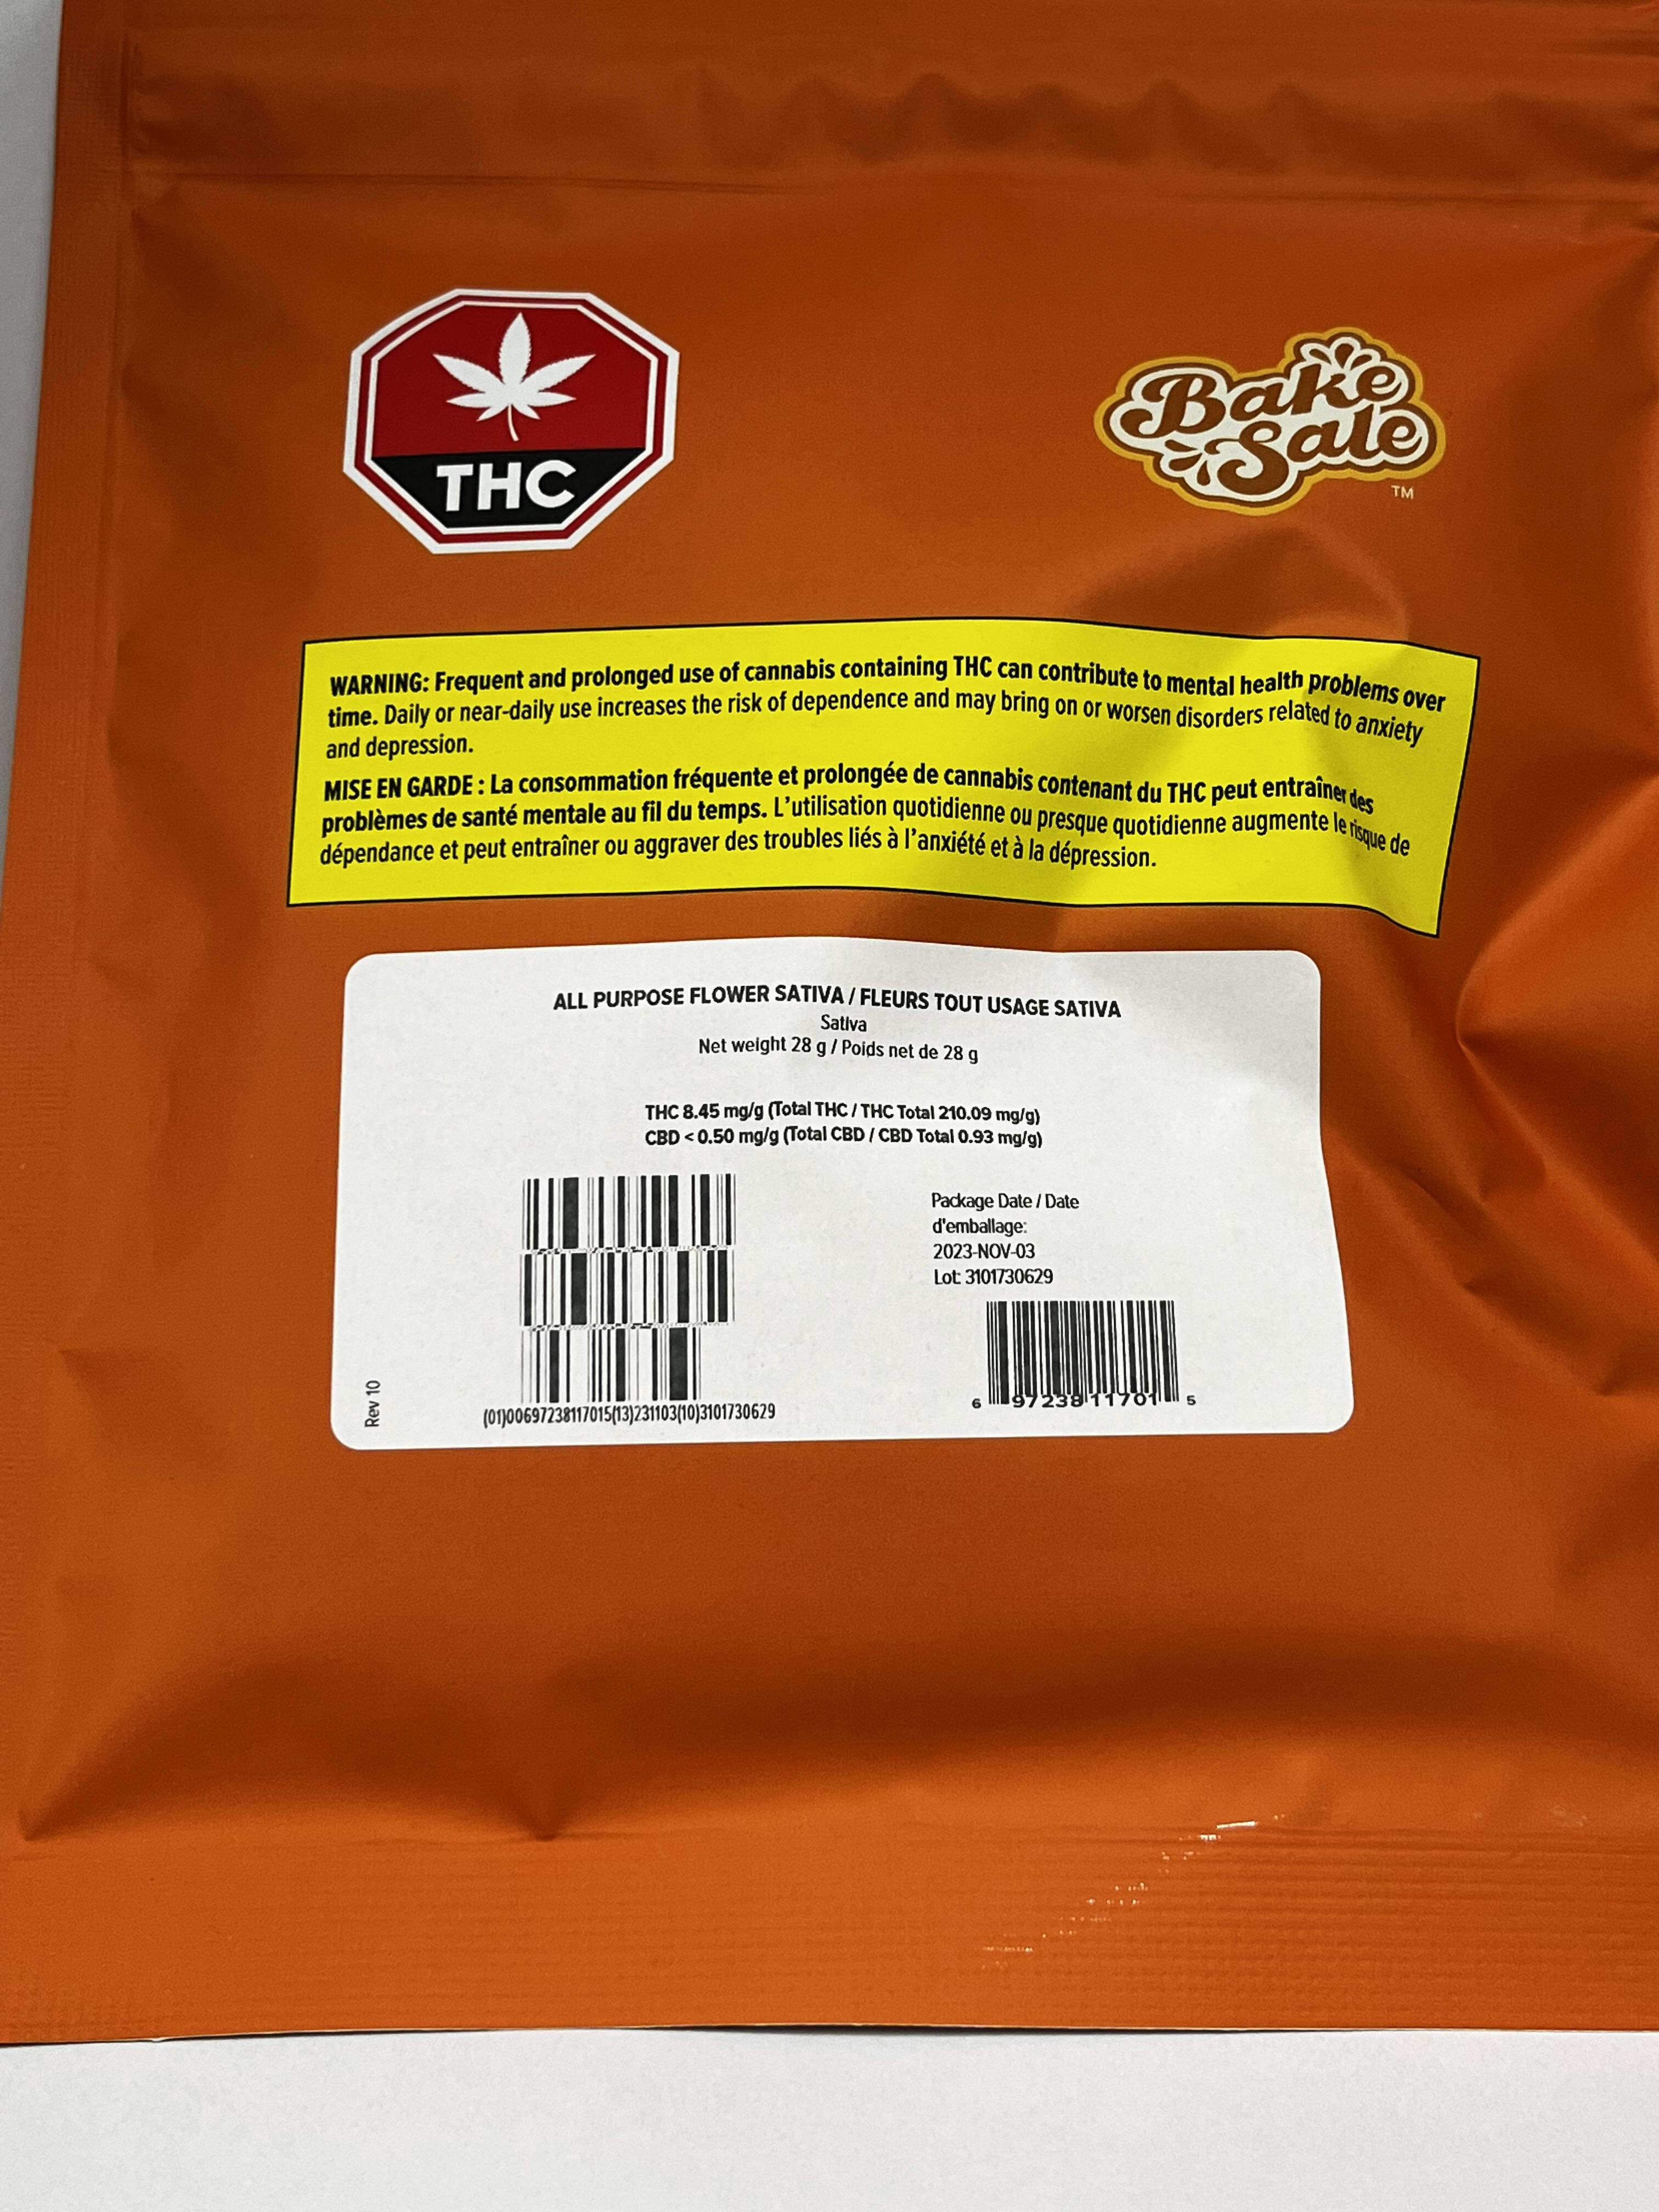 THC
Bake
Sale
TM
WARNING: Frequent and prolonged use of cannabis containing THC can contribute to mental health problems over
time. Daily or near-daily use increases the risk of dependence and may bring on or worsen disorders related to anxiety
and depression.
MISE EN GARDE : La consommation fréquente et prolongée de cannabis contenant du THC peut entraîner des
problèmes de santé mentale au fil du temps. L'utilisation quotidienne ou presque quotidienne augmente le risque de
dépendance et peut entraîner ou aggraver des troubles liés à l'anxiété et à la dépression.
ALL PURPOSE FLOWER SATIVA / FLEURS TOUT USAGE SATIVA
Sativa
Net weight 28 g / Poids net de 28 g
THC 8.45 mg/g (Total THC / THC Total 210.09 mg/g)
CBD < 0.50 mg/g (Total CBD / CBD Total 0.93 mg/g)
Package Date / Date
d'emballage:
2023-NOV-03
Lot: 3101730629
Rev 10
(01)00697238117015(13)231103(10)3101730629
6 97238 11701 5